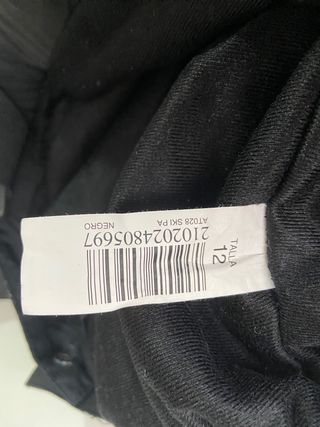 TALLA
12
2102024805697
AT028 SKI PA
NEGRO